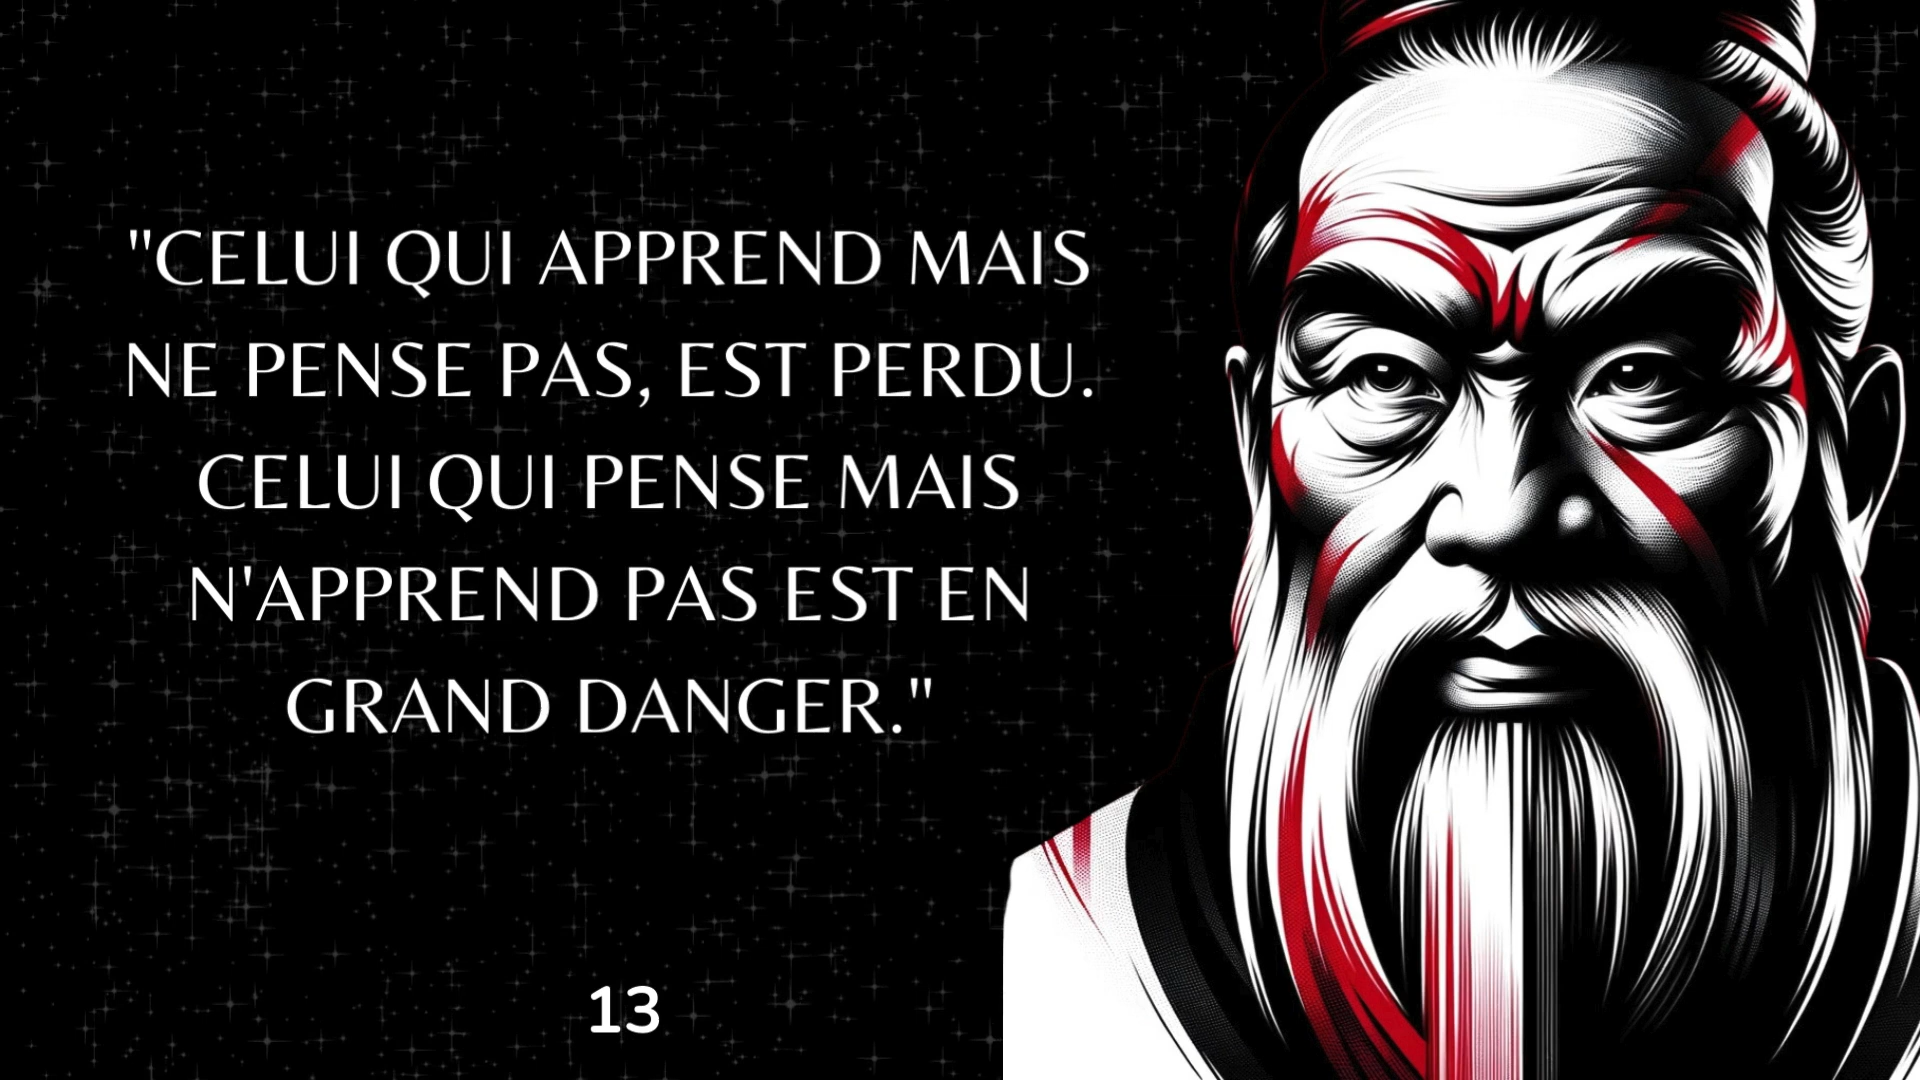 "CELUI QUI APPREND MAIS
NE PENSE PAS, EST PERDU.
CELUI QUI PENSE MAIS
N'APPREND PAS EST EN
GRAND DANGER."
13